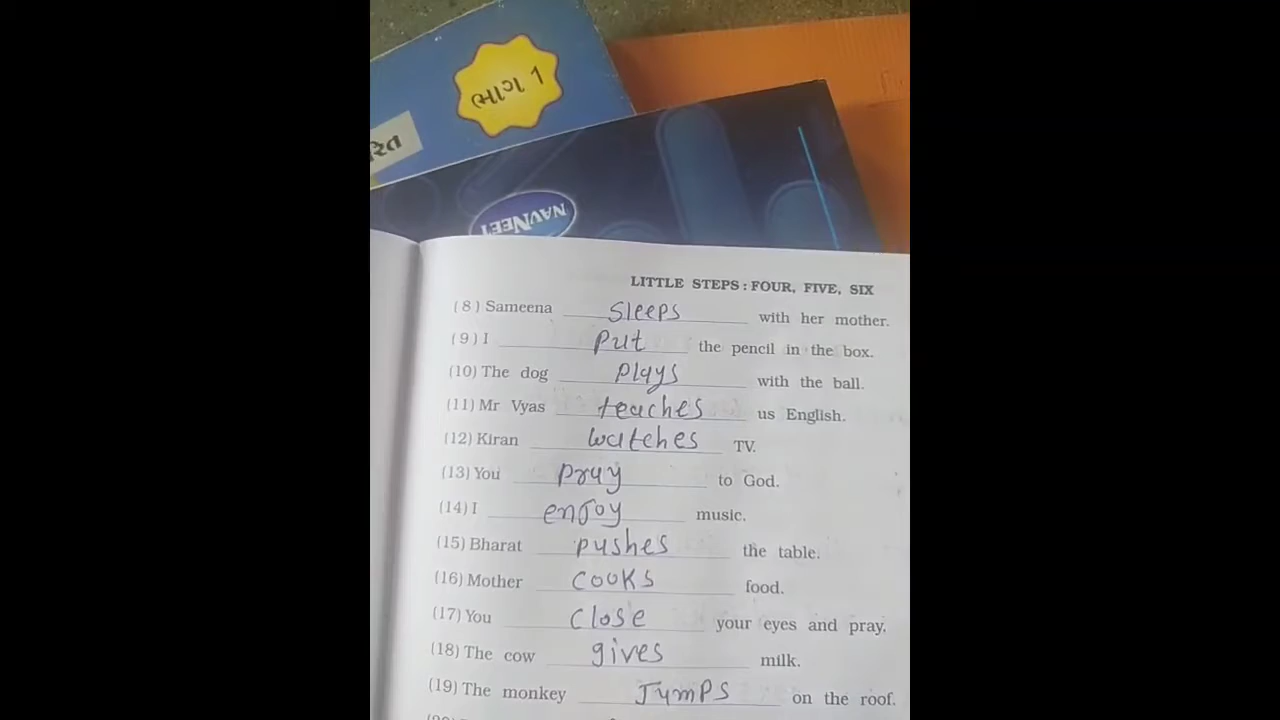 ભાગ 1
રિત
NAVNEET
LITTLE STEPS : FOUR, FIVE, SIX
(8) Sameena sleeps with her mother.
(9) I put the pencil in the box.
(10) The dog plays with the ball.
(11) Mr Vyas teaches us English.
(12) Kiran watches TV.
(13) You pray to God.
(14) I enjoy music.
(15) Bharat pushes the table.
(16) Mother cooks food.
(17) You close your eyes and pray.
(18) The cow gives milk.
(19) The monkey Jumps on the roof.